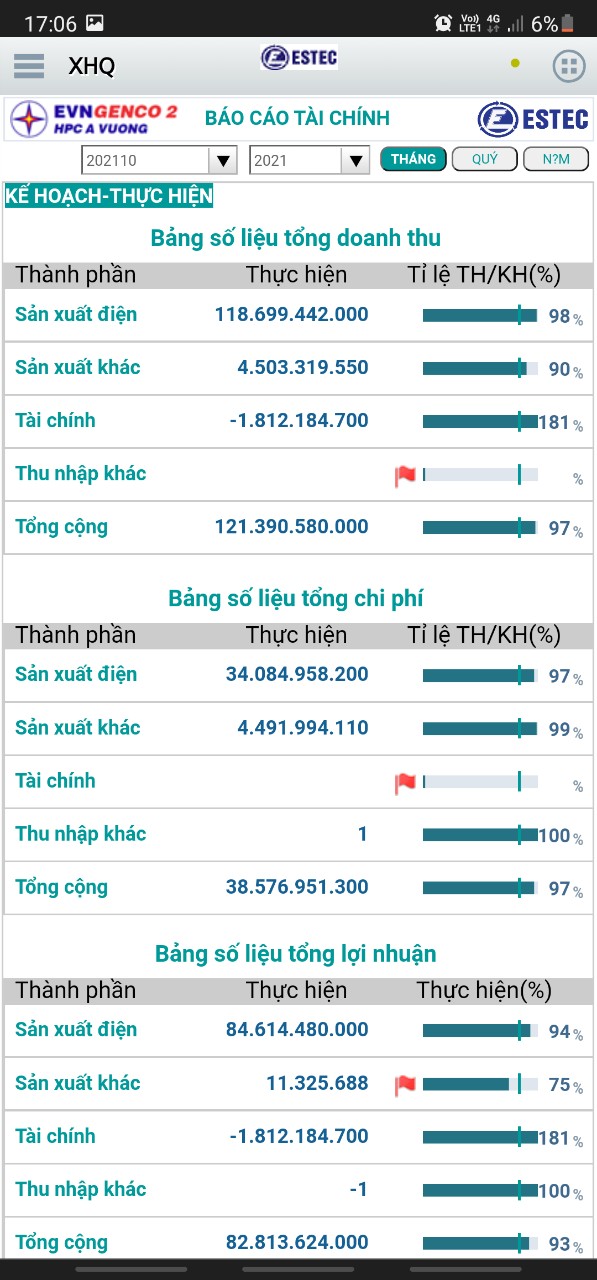 17:06 Vo)) 4G LTE1 6%
XHQ ESTEC
EVNGENCO 2
HPC A VUONG
BÁO CÁO TÀI CHÍNH ESTEC
202110 2021 THÁNG QUÝ N?M
KẾ HOẠCH-THỰC HIỆN
Bảng số liệu tổng doanh thu
Thành phần Thực hiện Tỉ lệ TH/KH(%)
Sản xuất điện 118.699.442.000 98 %
Sản xuất khác 4.503.319.550 90 %
Tài chính -1.812.184.700 181 %
Thu nhập khác %
Tổng cộng 121.390.580.000 97 %
Bảng số liệu tổng chi phí
Thành phần Thực hiện Tỉ lệ TH/KH(%)
Sản xuất điện 34.084.958.200 97 %
Sản xuất khác 4.491.994.110 99 %
Tài chính %
Thu nhập khác 1 100 %
Tổng cộng 38.576.951.300 97 %
Bảng số liệu tổng lợi nhuận
Thành phần Thực hiện Thực hiện(%)
Sản xuất điện 84.614.480.000 94 %
Sản xuất khác 11.325.688 75 %
Tài chính -1.812.184.700 181 %
Thu nhập khác -1 100 %
Tổng cộng 82.813.624.000 93 %